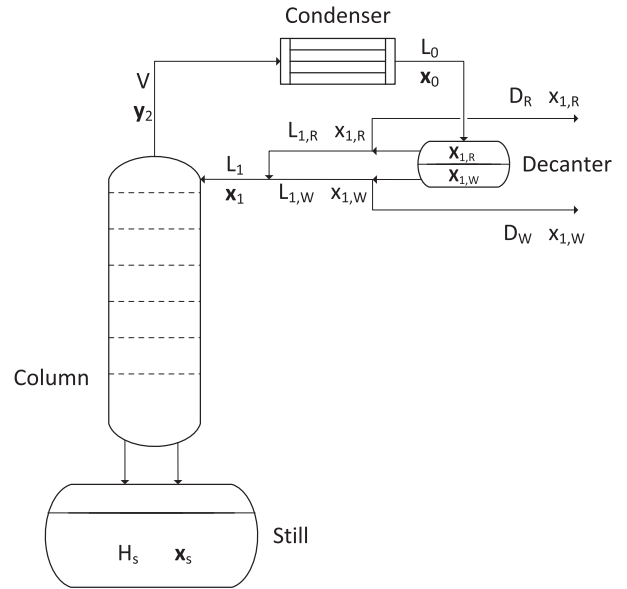 Condenser
L0
x0
V
y2
DR x1,R
L1,R x1,R
x1,R
x1,W
Decanter
L1
x1
L1,W x1,W
DW x1,W
Column
Still
Hs xs